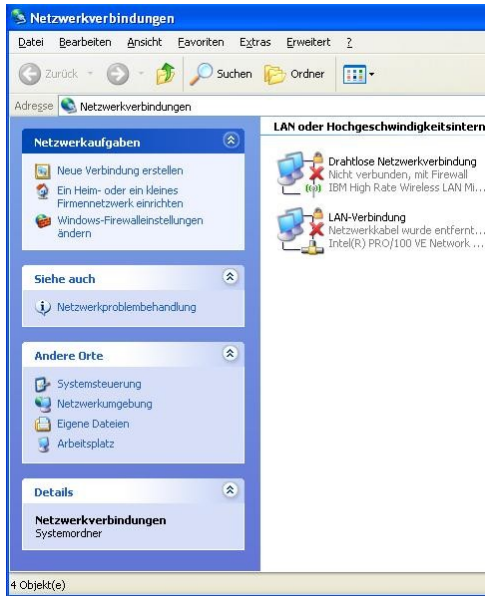 Netzwerkverbindungen
Datei Bearbeiten Ansicht Favoriten Extras Erweitert ?
Zurück Suchen Ordner
Adresse Netzwerkverbindungen
Netzwerkaufgaben
Neue Verbindung erstellen
Ein Heim- oder ein kleines
Firmennetzwerk einrichten
Windows-Firewalleinstellungen
ändern
Siehe auch
Netzwerkproblembehandlung
Andere Orte
Systemsteuerung
Netzwerkumgebung
Eigene Dateien
Arbeitsplatz
Details
Netzwerkverbindungen
Systemordner
LAN oder Hochgeschwindigkeitsintern
Drahtlose Netzwerkverbindung
Nicht verbunden, mit Firewall
IBM High Rate Wireless LAN Mi...
LAN-Verbindung
Netzwerkkabel wurde entfernt...
Intel(R) PRO/100 VE Network ...
4 Objekt(e)